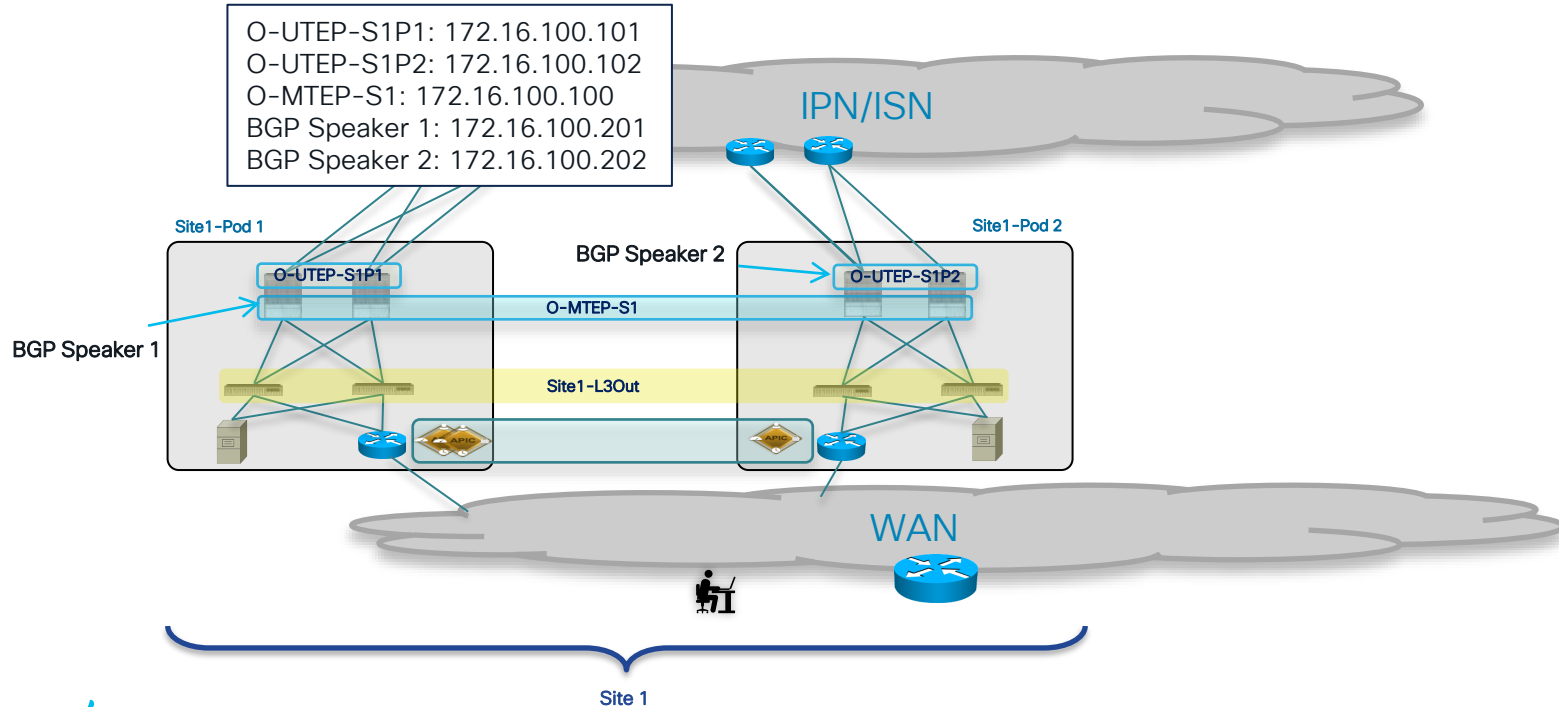 O-UTEP-S1P1: 172.16.100.101
O-UTEP-S1P2: 172.16.100.102
O-MTEP-S1: 172.16.100.100
BGP Speaker 1: 172.16.100.201
BGP Speaker 2: 172.16.100.202
IPN/ISN
Site1-Pod 1
Site1-Pod 2
BGP Speaker 2
O-UTEP-S1P1
O-UTEP-S1P2
O-MTEP-S1
BGP Speaker 1
Site1-L3Out
APIC
APIC
WAN
Site 1